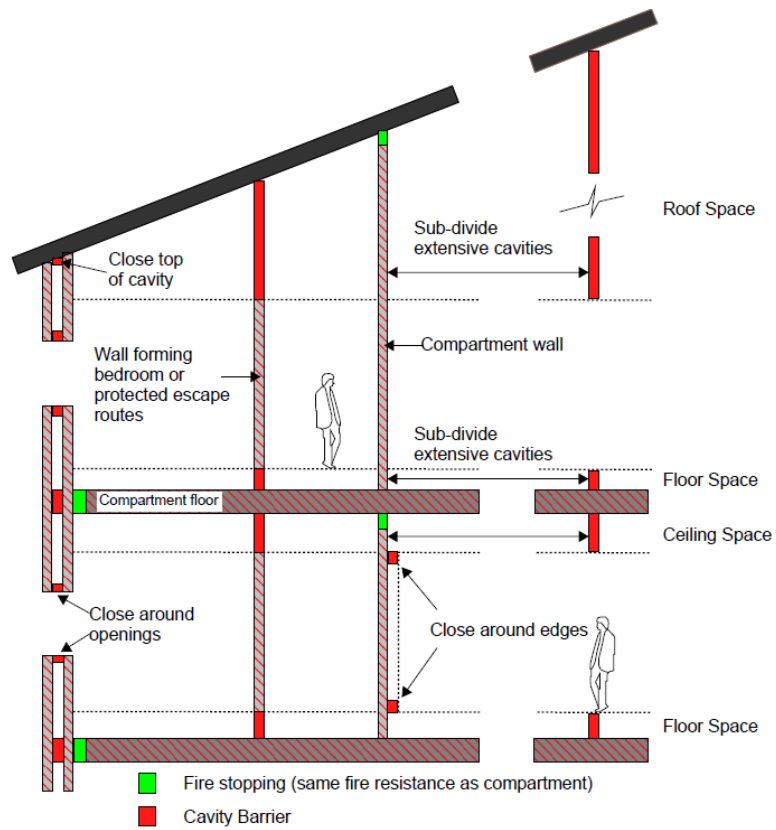 Roof Space
Sub-divide
extensive cavities
Close top
of cavity
Wall forming
bedroom or
protected escape
routes
Compartment wall
Sub-divide
extensive cavities
Floor Space
Compartment floor
Ceiling Space
Close around
openings
Close around edges
Floor Space
Fire stopping (same fire resistance as compartment)
Cavity Barrier